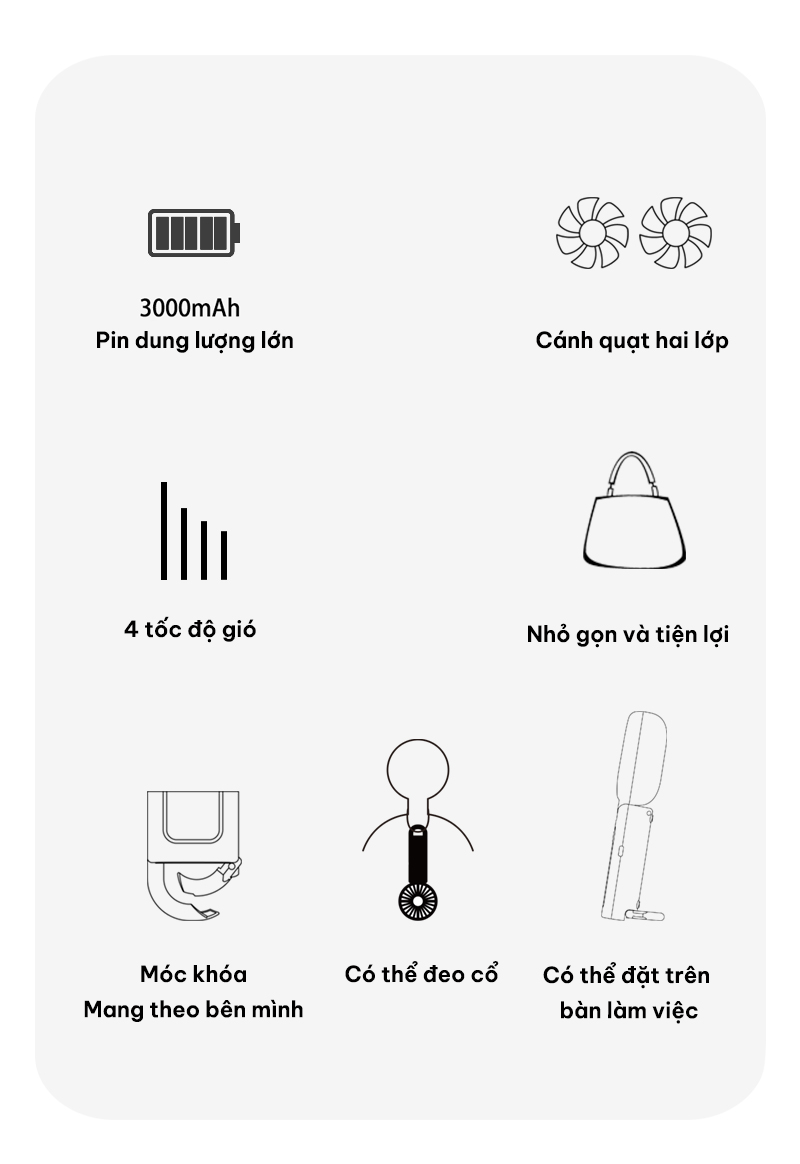 3000mAh
Pin dung lượng lớn
Cánh quạt hai lớp
4 tốc độ gió
Nhỏ gọn và tiện lợi
Móc khóa
Mang theo bên mình
Có thể đeo cổ
Có thể đặt trên
bàn làm việc